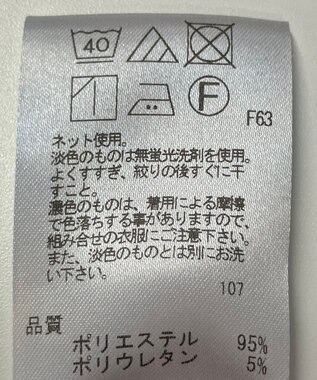 40
F
F63
ネット使用。
淡色のものは無蛍光洗剤を使用。
よくすすぎ、絞りの後すぐに干
すこと。
濃色のものは、着用による摩擦
で色落ちする事がありますので、
組み合せの衣服にご注意下さい。
また、淡色のものとは別にお洗
い下さい。
107
品質
ポリエステル 95%
ポリウレタン 5%